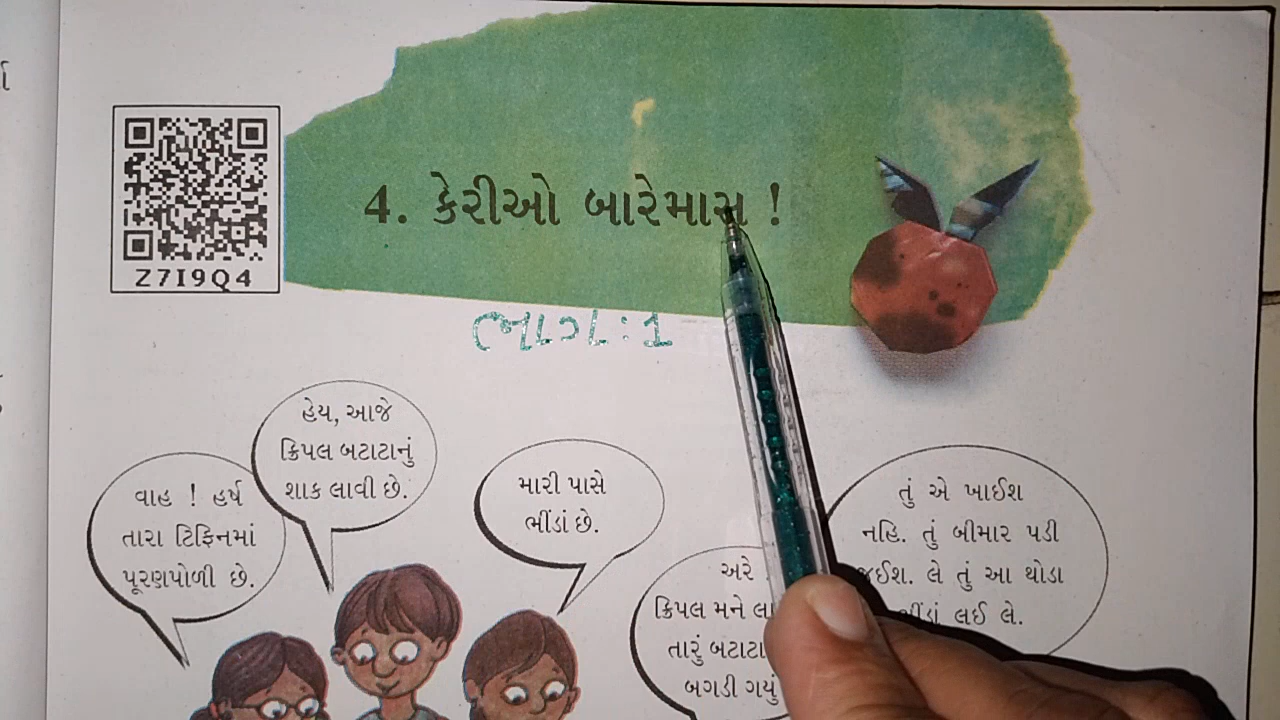 Z7I9Q4
4. કેરીઓ બારેમાસ !
ભાગ : 1
હેય, આજે
ક્રિપલ બટાટાનું
શાક લાવી છે.
વાહ ! હર્ષ
તારા ટિફિનમાં
પૂરણપોળી છે.
મારી પાસે
ભીંડાં છે.
અરે
ક્રિપલ મને
તારું
બગડી ગયું
તું એ ખાઈશ
નહિ. તું બીમાર પડી
જઈશ. લે તું આ થોડા
ભીંડાં લઈ લે.